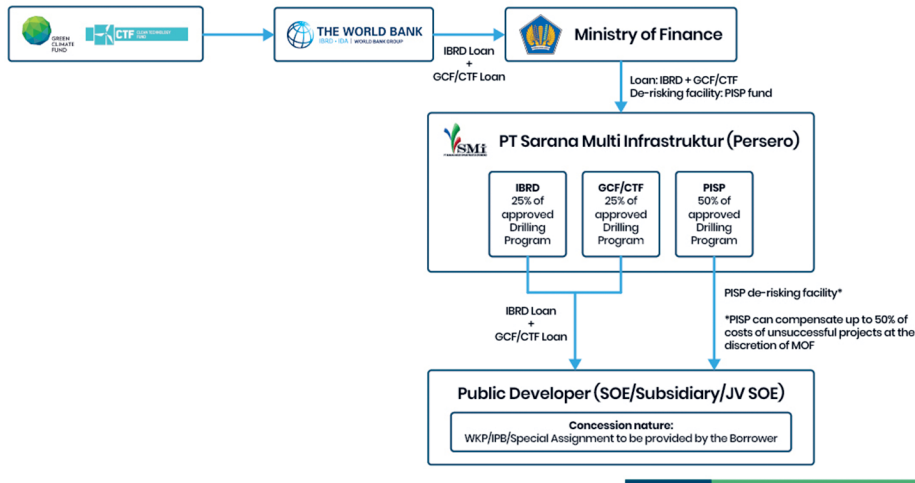 GREEN
CLIMATE
FUND
CTF CLEAN TECHNOLOGY
FUND
THE WORLD BANK
IBRD • IDA | WORLD BANK GROUP
IBRD Loan
+
GCF/CTF Loan
Ministry of Finance
Loan: IBRD + GCF/CTF
De-risking facility: PISP fund
SMi
PT Sarana Multi Infrastruktur (Persero)
IBRD
25% of
approved
Drilling
Program
GCF/CTF
25% of
approved
Drilling
Program
PISP
50% of
approved
Drilling
Program
IBRD Loan
+
GCF/CTF Loan
PISP de-risking facility*
*PISP can compensate up to 50% of
costs of unsuccessful projects at the
discretion of MOF
Public Developer (SOE/Subsidiary/JV SOE)
Concession nature:
WKP/IPB/Special Assignment to be provided by the Borrower